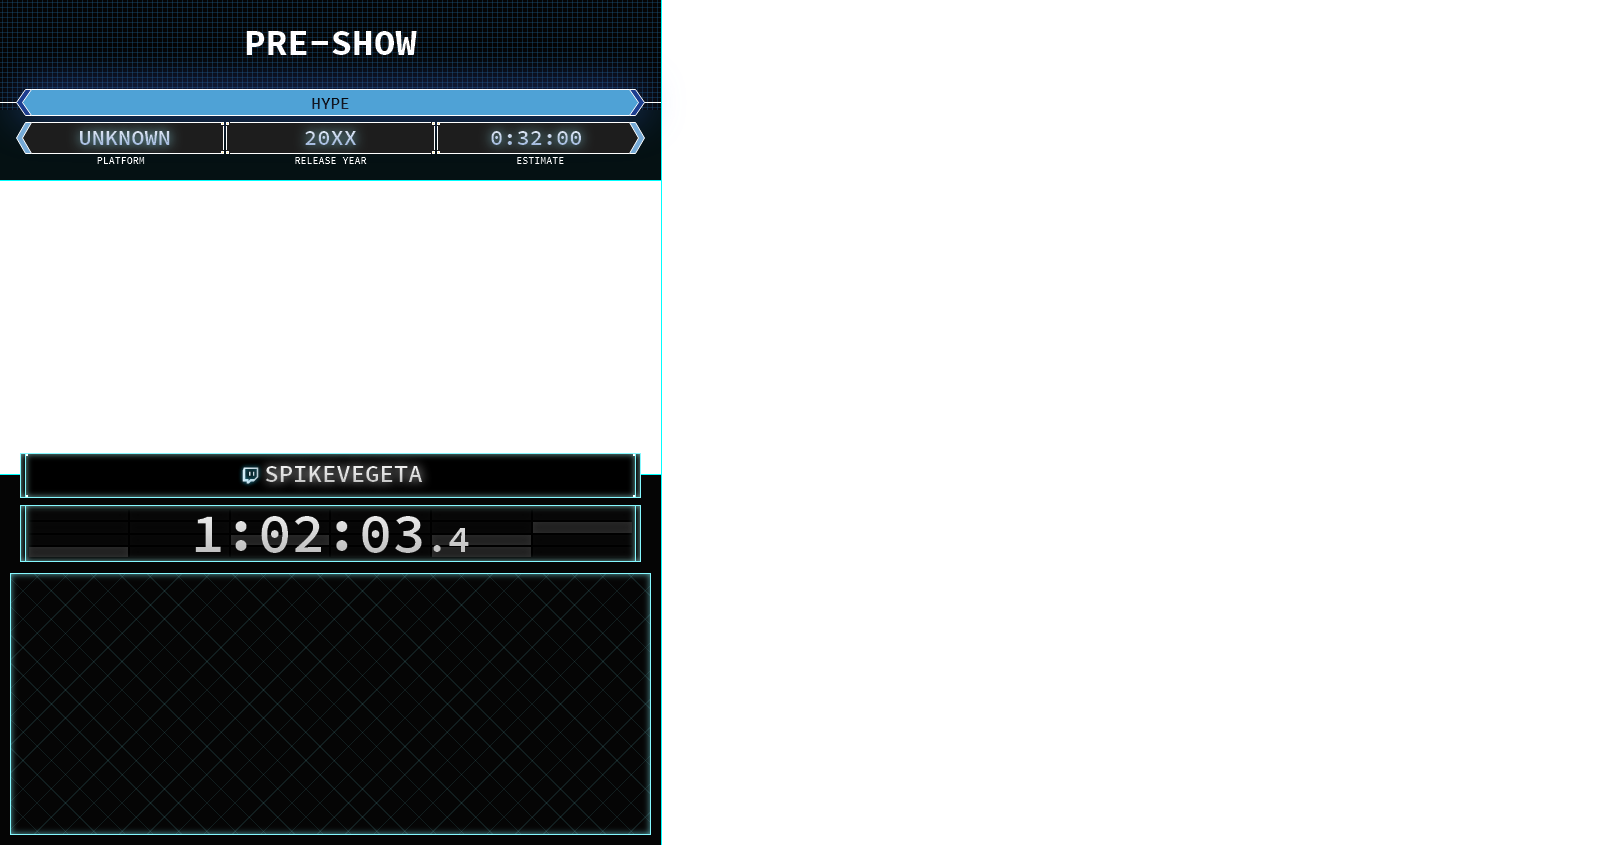 PRE-SHOW
HYPE
UNKNOWN 20XX 0:32:00
PLATFORM RELEASE YEAR ESTIMATE
SPIKEVEGETA
1:02:03.4